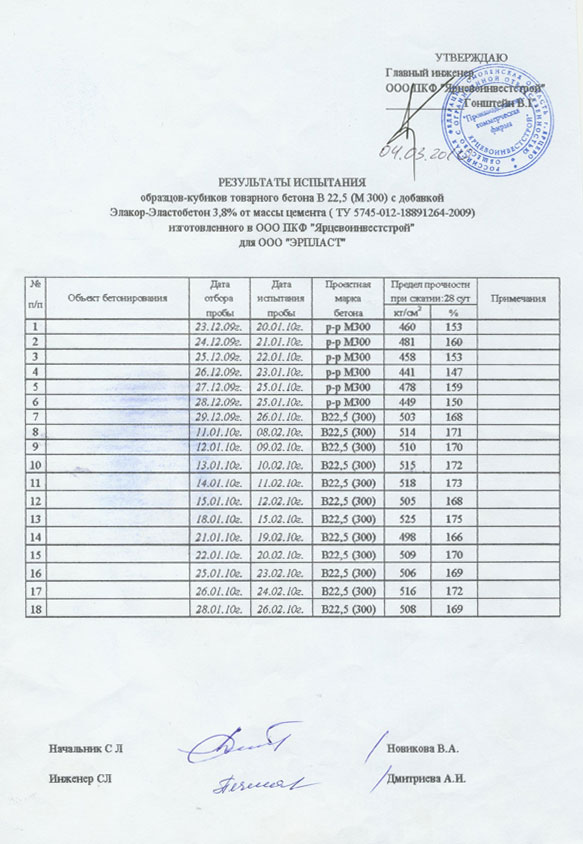 УТВЕРЖДАЮ
Главный инженер
ООО ПКФ "Ярцевоинвестстрой"
Гонштейн В.Г.
04.03.20
РЕЗУЛЬТАТЫ ИСПЫТАНИЯ
образцов-кубиков товарного бетона В 22,5 (М 300) с добавкой
Элакор-Эластобетон 3,8% от массы цемента ( ТУ 5745-012-18891264-2009)
изготовленного в ООО ПКФ "Ярцевоинвестстрой"
для ООО "ЭРПЛАСТ"
№ п/п Объект бетонирования Дата отбора пробы Дата испытания пробы Проектная марка бетона Предел прочности при сжатии:28 сут кг/см2 % Примечания
1 23.12.09г. 20.01.10г. р-р М300 460 153
2 24.12.09г. 21.01.10г. р-р М300 481 160
3 25.12.09г. 22.01.10г. р-р М300 458 153
4 26.12.09г. 23.01.10г. р-р М300 441 147
5 27.12.09г. 25.01.10г. р-р М300 478 159
6 28.12.09г. 25.01.10г. р-р М300 449 150
7 29.12.09г. 26.01.10г. В22,5 (300) 503 168
8 11.01.10г. 08.02.10г. В22,5 (300) 514 171
9 12.01.10г. 09.02.10г. В22,5 (300) 510 170
10 13.01.10г. 10.02.10г. В22,5 (300) 515 172
11 14.01.10г. 11.02.10г. В22,5 (300) 518 173
12 15.01.10г. 12.02.10г. В22,5 (300) 505 168
13 18.01.10г. 15.02.10г. В22,5 (300) 525 175
14 21.01.10г. 19.02.10г. В22,5 (300) 498 166
15 22.01.10г. 20.02.10г. В22,5 (300) 509 170
16 25.01.10г. 23.02.10г. В22,5 (300) 506 169
17 26.01.10г. 24.02.10г. В22,5 (300) 516 172
18 28.01.10г. 26.02.10г. В22,5 (300) 508 169
Начальник С Л Новикова В.А.
Инженер СЛ Дмитриева А.И.